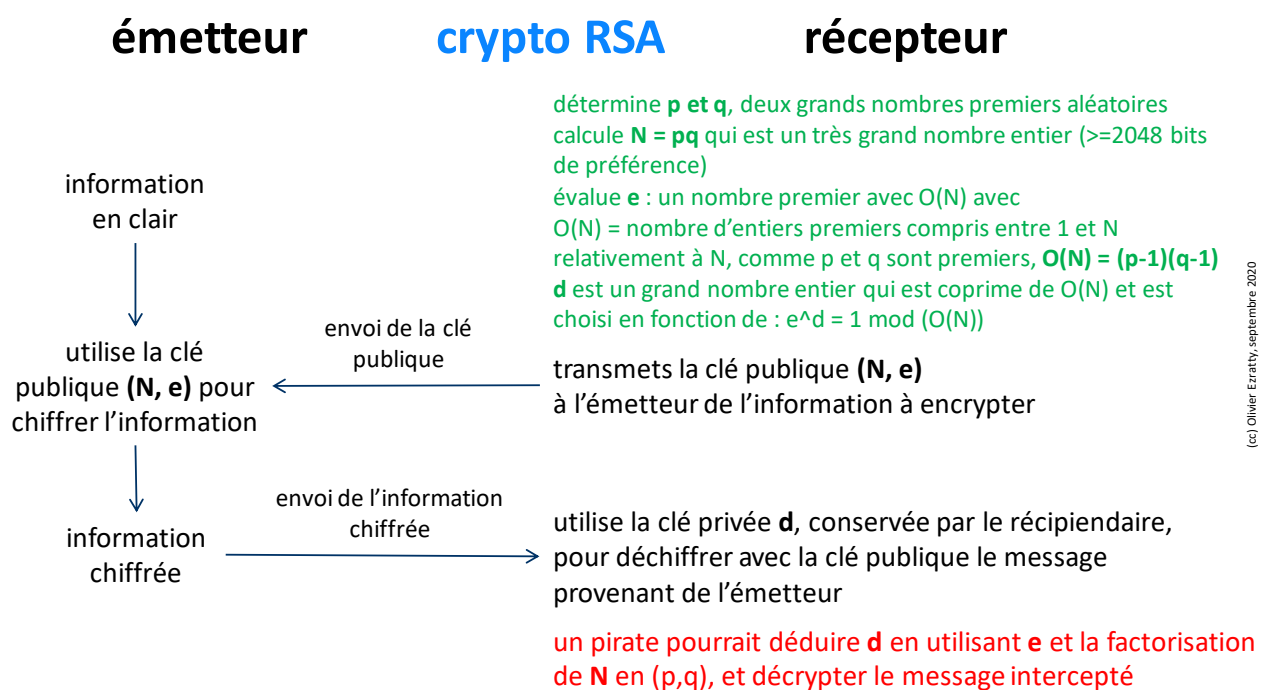 émetteur crypto RSA récepteur
détermine p et q, deux grands nombres premiers aléatoires
calcule N = pq qui est un très grand nombre entier (>=2048 bits
de préférence)
évalue e : un nombre premier avec O(N) avec
O(N) = nombre d’entiers premiers compris entre 1 et N
relativement à N, comme p et q sont premiers, O(N) = (p-1)(q-1)
d est un grand nombre entier qui est coprime de O(N) et est
choisi en fonction de : e^d = 1 mod (O(N))
information
en clair
envoi de la clé
publique
utilise la clé
publique (N, e) pour
chiffrer l’information
transmets la clé publique (N, e)
à l’émetteur de l’information à encrypter
envoi de l’information
chiffrée
information
chiffrée
utilise la clé privée d, conservée par le récipiendaire,
pour déchiffrer avec la clé publique le message
provenant de l’émetteur
un pirate pourrait déduire d en utilisant e et la factorisation
de N en (p,q), et décrypter le message intercepté
(cc) Olivier Ezratty, septembre 2020